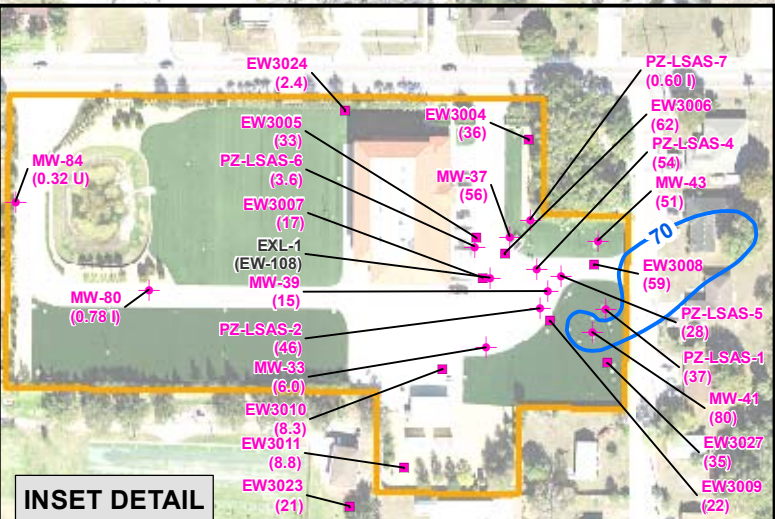 EW3024
(2.4)
EW3005
(33)
PZ-LSAS-6
(3.6)
EW3007
(17)
EXL-1
(EW-108)
MW-39
(15)
PZ-LSAS-2
(46)
MW-33
(6.0)
EW3010
(8.3)
EW3011
(8.8)
EW3023
(21)
MW-84
(0.32 U)
MW-80
(0.78 I)
EW3004
(36)
MW-37
(56)
PZ-LSAS-7
(0.60 I)
EW3006
(62)
PZ-LSAS-4
(54)
MW-43
(51)
70
EW3008
(59)
PZ-LSAS-5
(28)
PZ-LSAS-1
(37)
MW-41
(80)
EW3027
(35)
EW3009
(22)
INSET DETAIL